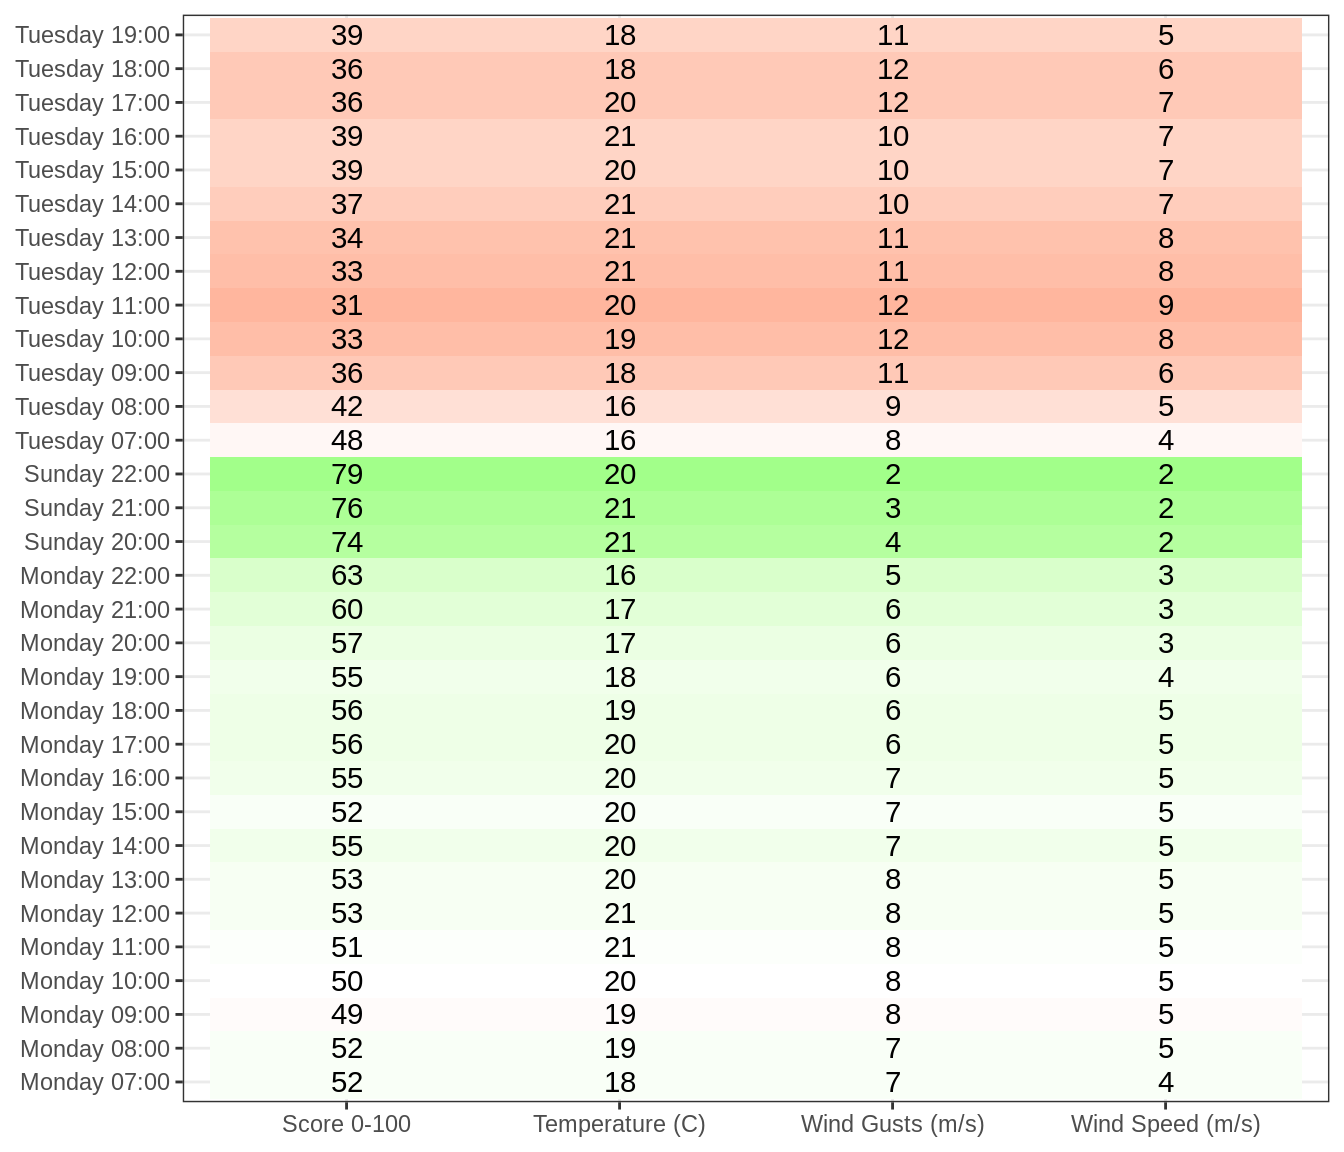 Tuesday 19:00 39 18 11 5
Tuesday 18:00 36 18 12 6
Tuesday 17:00 36 20 12 7
Tuesday 16:00 39 21 10 7
Tuesday 15:00 39 20 10 7
Tuesday 14:00 37 21 10 7
Tuesday 13:00 34 21 11 8
Tuesday 12:00 33 21 11 8
Tuesday 11:00 31 20 12 9
Tuesday 10:00 33 19 12 8
Tuesday 09:00 36 18 11 6
Tuesday 08:00 42 16 9 5
Tuesday 07:00 48 16 8 4
Sunday 22:00 79 20 2 2
Sunday 21:00 76 21 3 2
Sunday 20:00 74 21 4 2
Monday 22:00 63 16 5 3
Monday 21:00 60 17 6 3
Monday 20:00 57 17 6 3
Monday 19:00 55 18 6 4
Monday 18:00 56 19 6 5
Monday 17:00 56 20 6 5
Monday 16:00 55 20 7 5
Monday 15:00 52 20 7 5
Monday 14:00 55 20 7 5
Monday 13:00 53 20 8 5
Monday 12:00 53 21 8 5
Monday 11:00 51 21 8 5
Monday 10:00 50 20 8 5
Monday 09:00 49 19 8 5
Monday 08:00 52 19 7 5
Monday 07:00 52 18 7 4
Score 0-100 Temperature (C) Wind Gusts (m/s) Wind Speed (m/s)